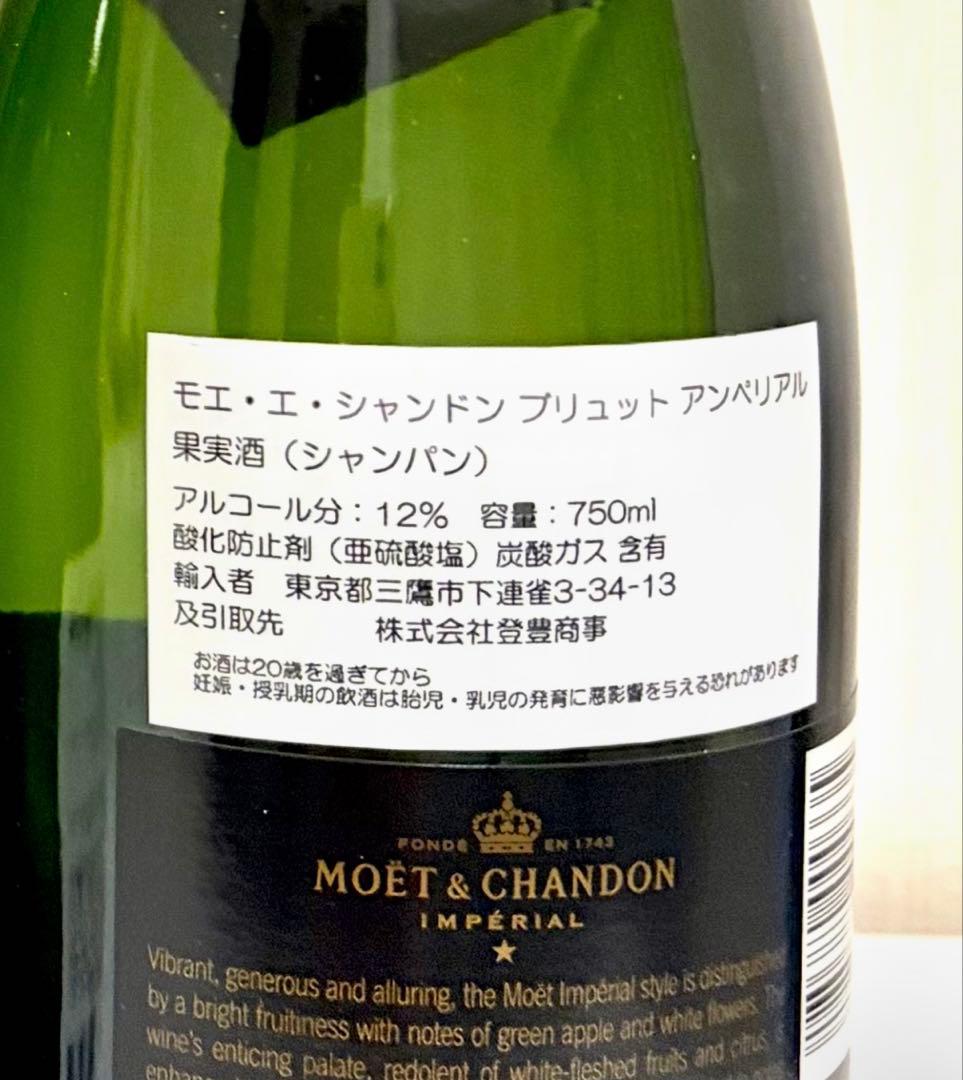 モエ・エ・シャンドン ブリュット アンペリアル
果実酒（シャンパン）
アルコール分：12%　容量：750ml
酸化防止剤（亜硫酸塩）炭酸ガス 含有
輸入者　東京都三鷹市下連雀3-34-13
及引取先　　　株式会社登豊商事
お酒は20歳を過ぎてから
妊娠・授乳期の飲酒は胎児・乳児の発育に悪影響を与える恐れがあります
FONDÉ EN 1743
MOËT & CHANDON
IMPÉRIAL
Vibrant, generous and alluring, the Moët Impérial style is
by a bright fruitiness with notes of green apple and white flowers.
wine's enticing palate, redolent of white-fleshed fruits and citrus